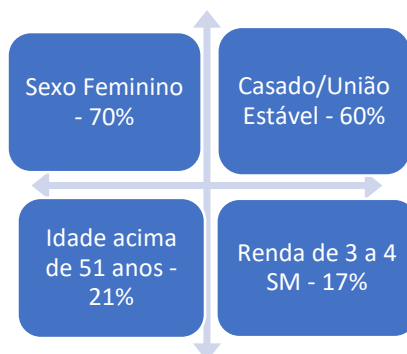 Sexo Feminino
- 70%
Casado/União
Estável - 60%
Idade acima
de 51 anos -
21%
Renda de 3 a 4
SM - 17%